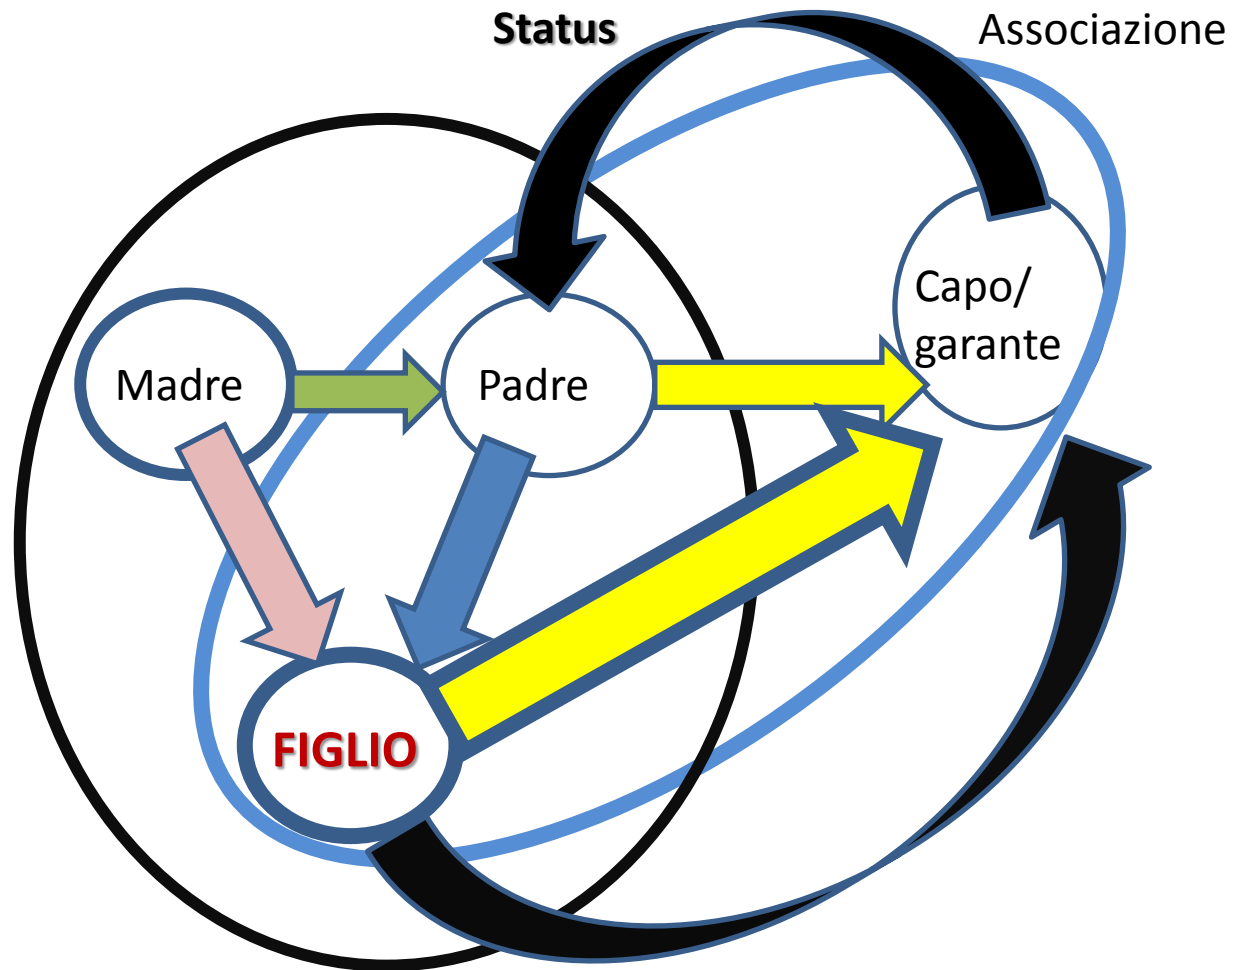 Status
Associazione
Capo/
garante
Madre
Padre
FIGLIO